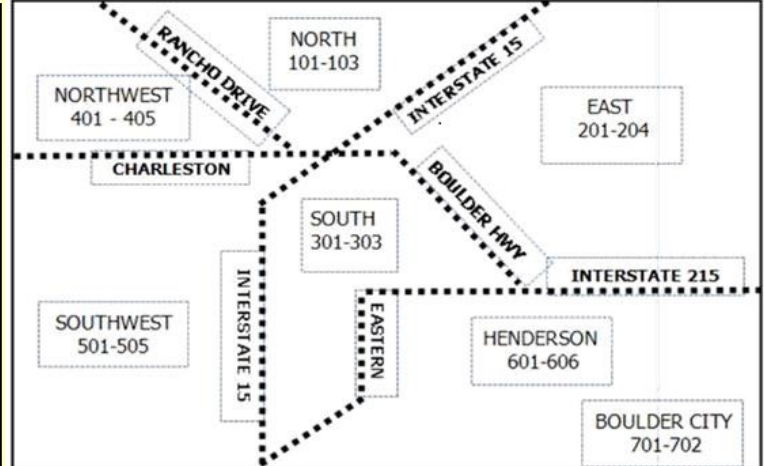 NORTH
101-103
RANCHO DRIVE
INTERSTATE 15
NORTHWEST
401 - 405
EAST
201-204
CHARLESTON
BOULDER HWY
SOUTH
301-303
INTERSTATE 215
INTERSTATE 15
EASTERN
SOUTHWEST
501-505
HENDERSON
601-606
BOULDER CITY
701-702